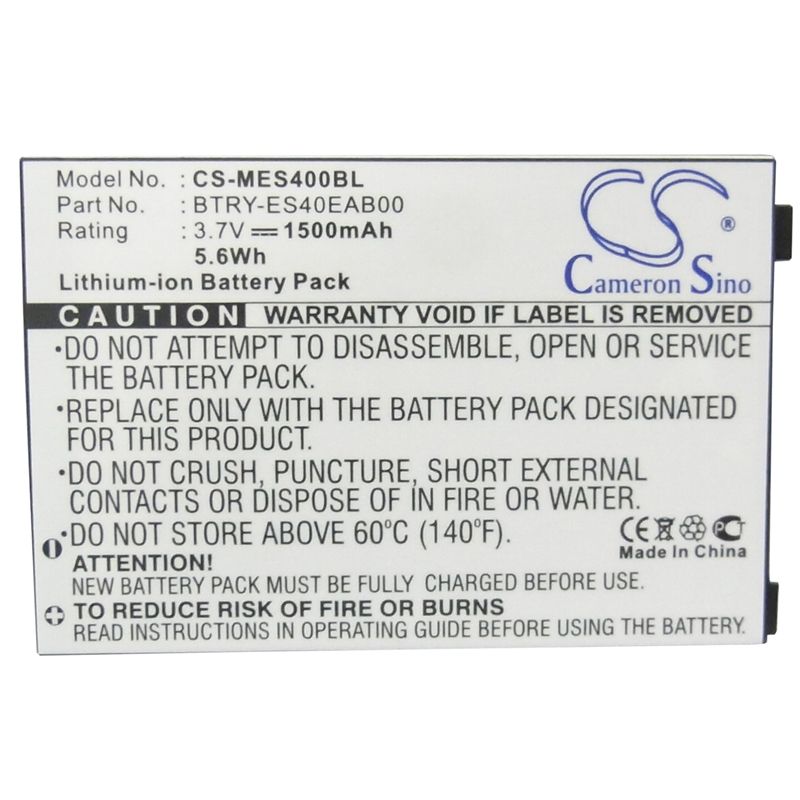 Model No. : CS-MES400BL
Part No. : BTRY-ES40EAB00
Rating : 3.7V 1500mAh
5.6Wh
Lithium-ion Battery Pack
CS ®
Cameron Sino
CAUTION WARRANTY VOID IF LABEL IS REMOVED
•DO NOT ATTEMPT TO DISASSEMBLE, OPEN OR SERVICE
THE BATTERY PACK.
•REPLACE ONLY WITH THE BATTERY PACK DESIGNATED
FOR THIS PRODUCT.
•DO NOT CRUSH, PUNCTURE, SHORT EXTERNAL
CONTACTS OR DISPOSE OF IN FIRE OR WATER.
•DO NOT STORE ABOVE 60°C (140°F).
CE PCT
Made In China
ATTENTION!
NEW BATTERY PACK MUST BE FULLY CHARGED BEFORE INITIAL USE!
TO REDUCE RISK OF FIRE OR BURNS
READ INSTRUCTIONS IN OPERATING GUIDE BEFORE USING THE BATTERY.